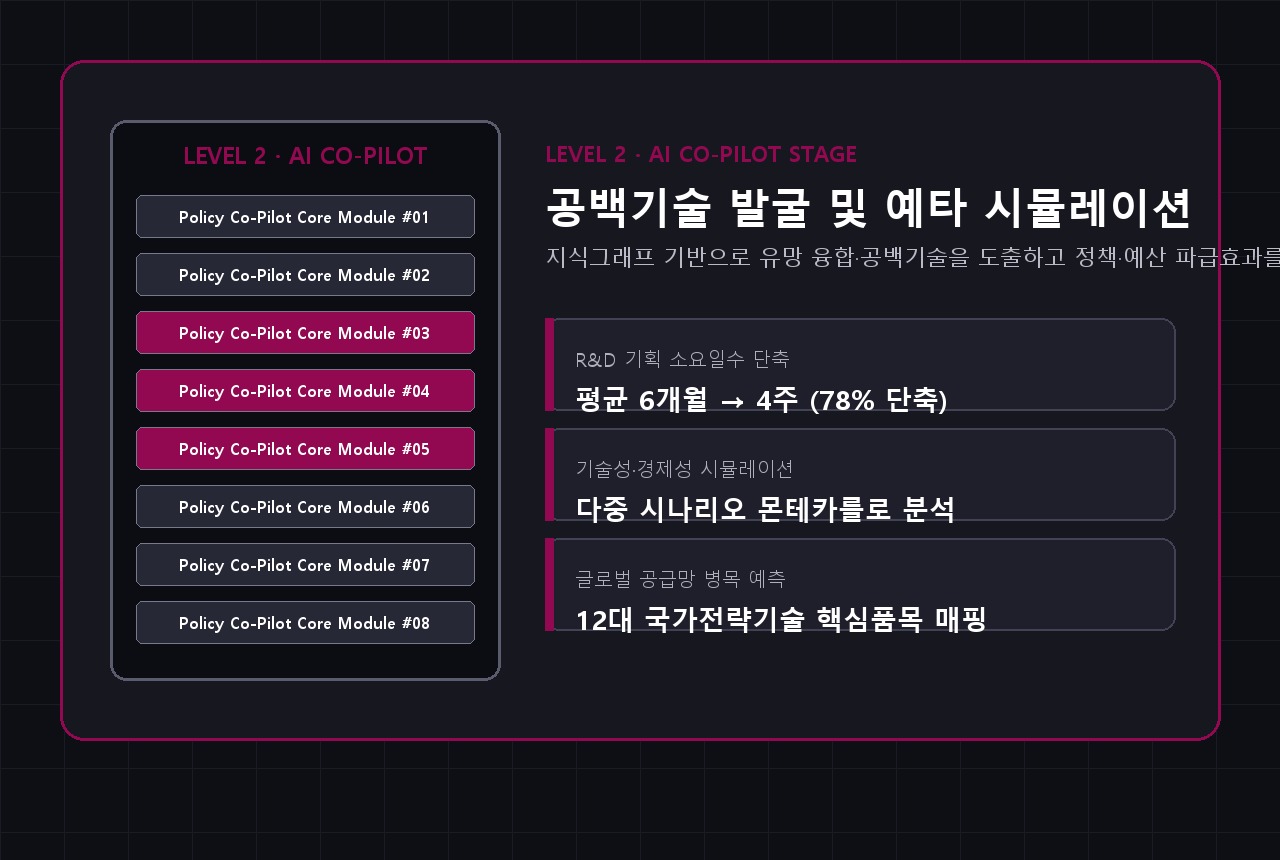 LEVEL 2 · AI CO-PILOT
Policy Co-Pilot Core Module #01
Policy Co-Pilot Core Module #02
Policy Co-Pilot Core Module #03
Policy Co-Pilot Core Module #04
Policy Co-Pilot Core Module #05
Policy Co-Pilot Core Module #06
Policy Co-Pilot Core Module #07
Policy Co-Pilot Core Module #08
LEVEL 2 · AI CO-PILOT STAGE
공백기술 발굴 및 예타 시뮬레이션
지식그래프 기반으로 유망 융합·공백기술을 도출하고 정책·예산 파급효과를
R&D 기획 소요일수 단축
평균 6개월 → 4주 (78% 단축)
기술성·경제성 시뮬레이션
다중 시나리오 몬테카를로 분석
글로벌 공급망 병목 예측
12대 국가전략기술 핵심품목 매핑